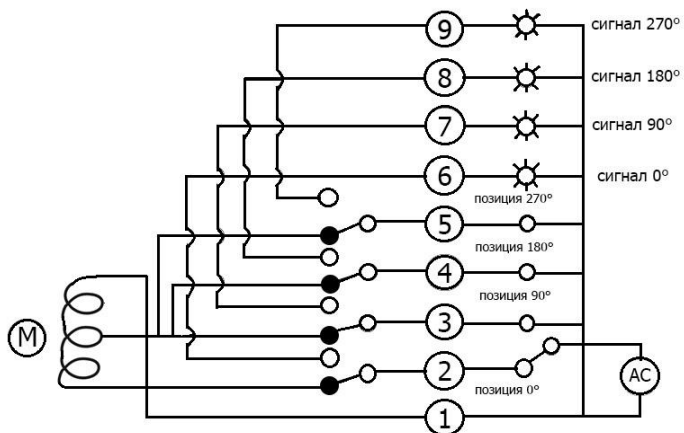 9 сигнал 270°
8 сигнал 180°
7 сигнал 90°
6 сигнал 0°
позиция 270°
5
позиция 180°
4
позиция 90°
3
M
2
AC
позиция 0°
1